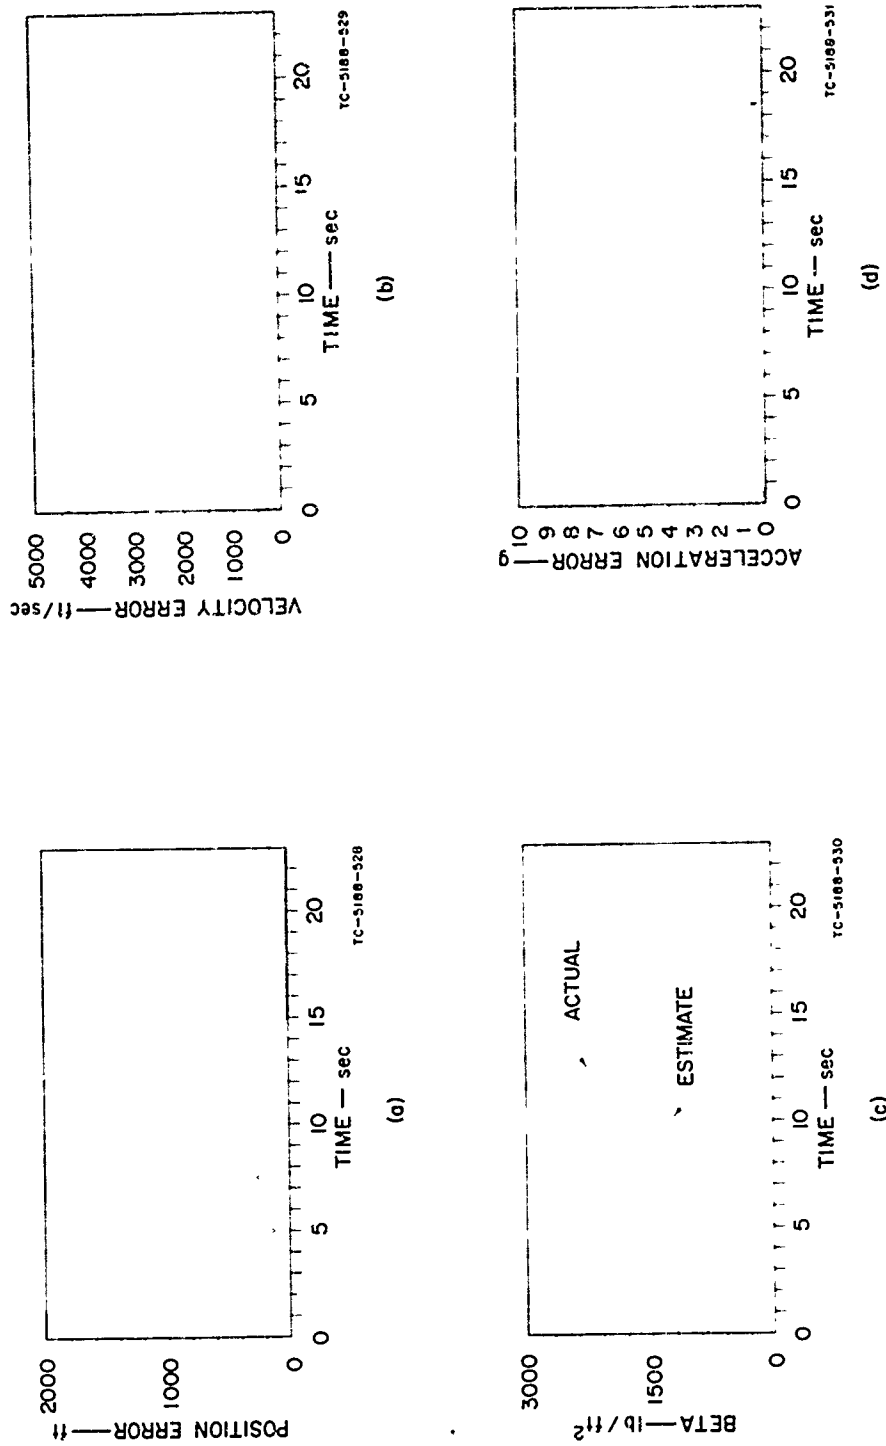 POSITION ERROR — ft
2000
1000
0
0 5 10 15 20
TIME — sec
TC-5188-528
(a)
VELOCITY ERROR — ft/sec
5000
4000
3000
2000
1000
0
0 5 10 15 20
TIME — sec
TC-5188-529
(b)
BETA — lb/ft²
3000
1500
0
ACTUAL
ESTIMATE
0 5 10 15 20
TIME — sec
TC-5188-530
(c)
ACCELERATION ERROR — g
10
9
8
7
6
5
4
3
2
1
0
0 5 10 15 20
TIME — sec
TC-5188-531
(d)